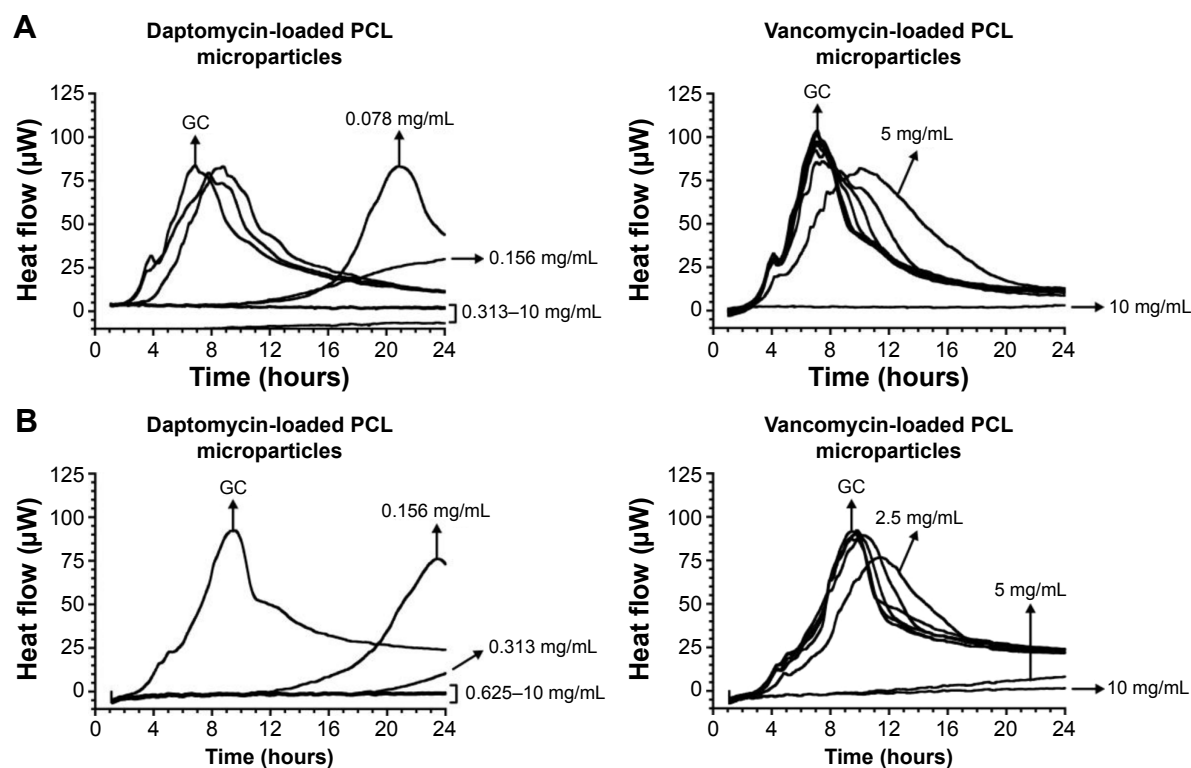 A
Daptomycin-loaded PCL
microparticles
Heat flow (µW)
125
100
75
50
25
0
GC
0.078 mg/mL
0.156 mg/mL
0.313–10 mg/mL
0 4 8 12 16 20 24
Time (hours)
Vancomycin-loaded PCL
microparticles
Heat flow (µW)
125
100
75
50
25
0
GC
5 mg/mL
10 mg/mL
0 4 8 12 16 20 24
Time (hours)
B
Daptomycin-loaded PCL
microparticles
Heat flow (µW)
125
100
75
50
25
0
GC
0.156 mg/mL
0.313 mg/mL
0.625–10 mg/mL
0 4 8 12 16 20 24
Time (hours)
Vancomycin-loaded PCL
microparticles
Heat flow (µW)
125
100
75
50
25
0
GC
2.5 mg/mL
5 mg/mL
10 mg/mL
0 4 8 12 16 20 24
Time (hours)